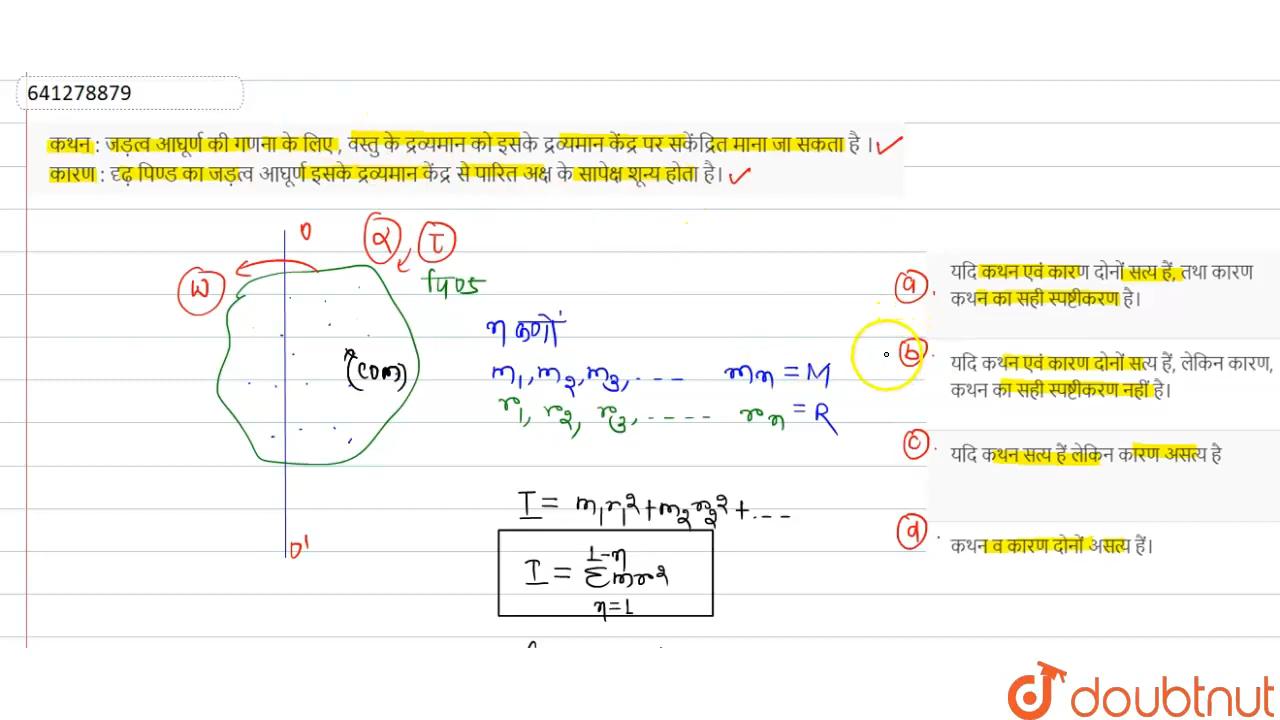 641278879
कथन : जड़त्व आघूर्ण की गणना के लिए , वस्तु के द्रव्यमान को इसके द्रव्यमान केंद्र पर सकेंद्रित माना जा सकता है ।
कारण : दृढ़ पिण्ड का जड़त्व आघूर्ण इसके द्रव्यमान केंद्र से पारित अक्ष के सापेक्ष शून्य होता है।
O
α
τ
ω
पिण्ड
(COM)
n कणों
m₁, m₂, m₃, .... mₙ = M
r₁, r₂, r₃, ..... rₙ = R
I = m₁r₁² + m₂r₂² + ....
1-n
I = Σ mr²
n=1
O'
(a) यदि कथन एवं कारण दोनों सत्य हैं, तथा कारण
कथन का सही स्पष्टीकरण है।
(b) यदि कथन एवं कारण दोनों सत्य हैं, लेकिन कारण,
कथन का सही स्पष्टीकरण नहीं है।
(c) यदि कथन सत्य हैं लेकिन कारण असत्य है
(d) कथन व कारण दोनों असत्य हैं।
doubtnut